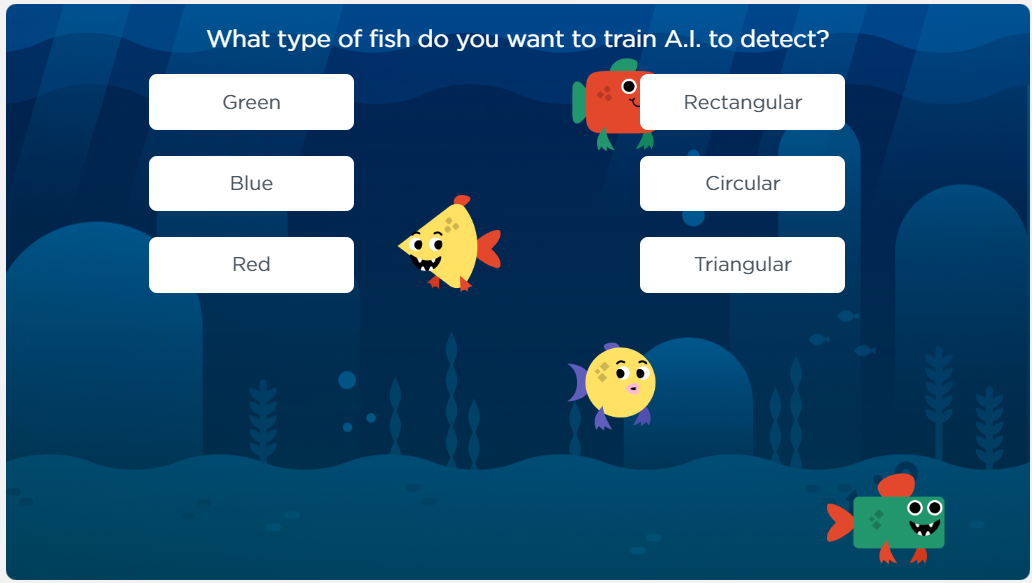 What type of fish do you want to train A.I. to detect?
Green
Rectangular
Blue
Circular
Red
Triangular